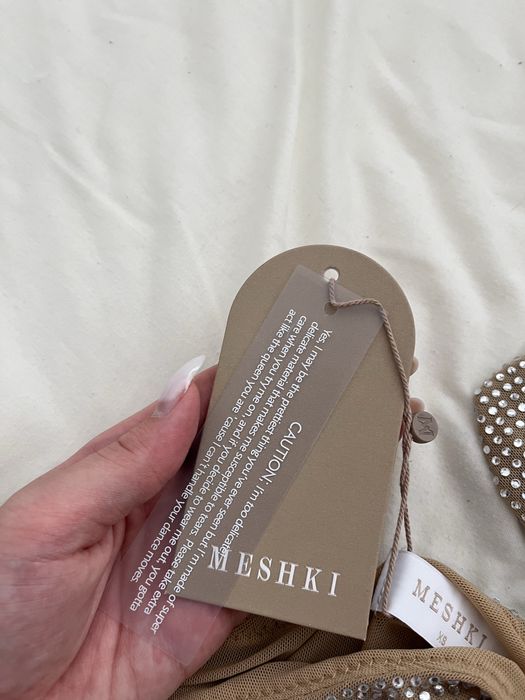 CAUTION, I'm too delicate
Yes, I may be the prettiest thing you've ever seen but I'm made of super
delicate material that makes me susceptible to tears. Please take extra
care when you try me on, and if you decide to wear me out, you gotta
act like the queen you are 'cause I can't handle your dance moves.
MESHKI
MESHKI
XS